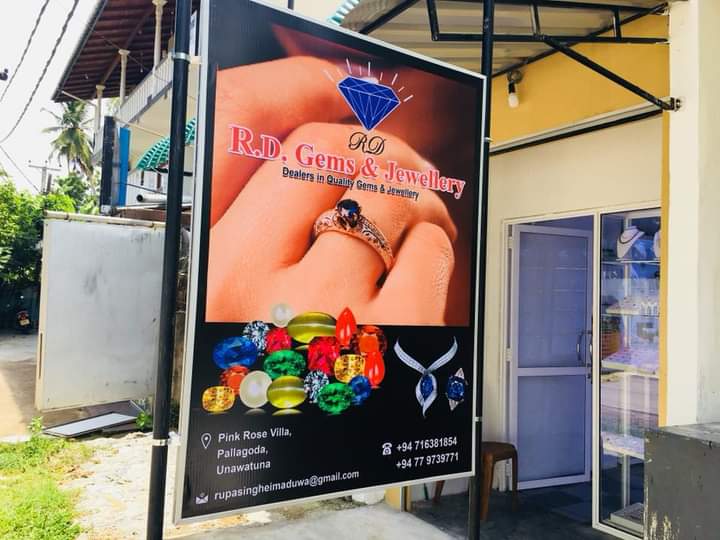 RD
R.D. Gems & Jewellery
Dealers in Quality Gems & Jewellery
Pink Rose Villa,
Pallagoda,
Unawatuna
+94 716381854
+94 77 9739771
rupasingheimaduwa@gmail.com